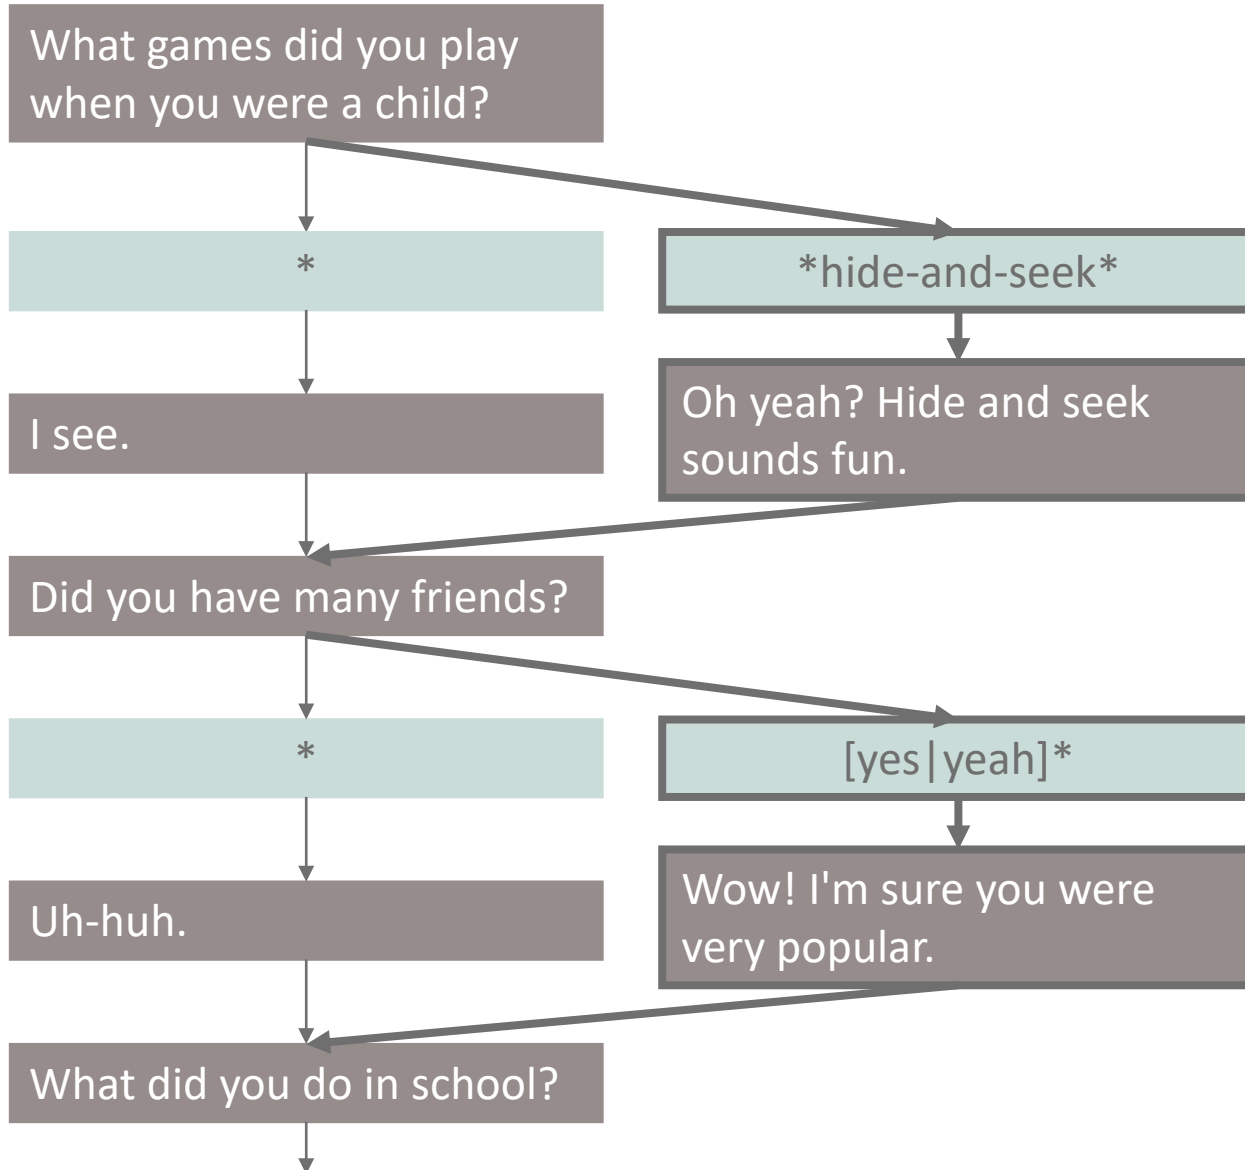 What games did you play
when you were a child?
*
*hide-and-seek*
I see.
Oh yeah? Hide and seek
sounds fun.
Did you have many friends?
*
[yes|yeah]*
Uh-huh.
Wow! I'm sure you were
very popular.
What did you do in school?